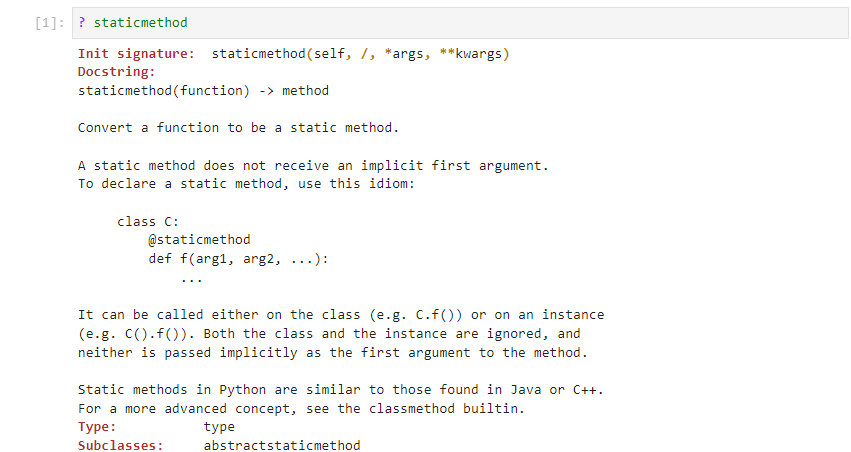 [1]: ? staticmethod
Init signature: staticmethod(self, /, *args, **kwargs)
Docstring:
staticmethod(function) -> method

Convert a function to be a static method.

A static method does not receive an implicit first argument.
To declare a static method, use this idiom:

     class C:
         @staticmethod
         def f(arg1, arg2, ...):
             ...

It can be called either on the class (e.g. C.f()) or on an instance
(e.g. C().f()). Both the class and the instance are ignored, and
neither is passed implicitly as the first argument to the method.

Static methods in Python are similar to those found in Java or C++.
For a more advanced concept, see the classmethod builtin.
Type:           type
Subclasses:     abstractstaticmethod